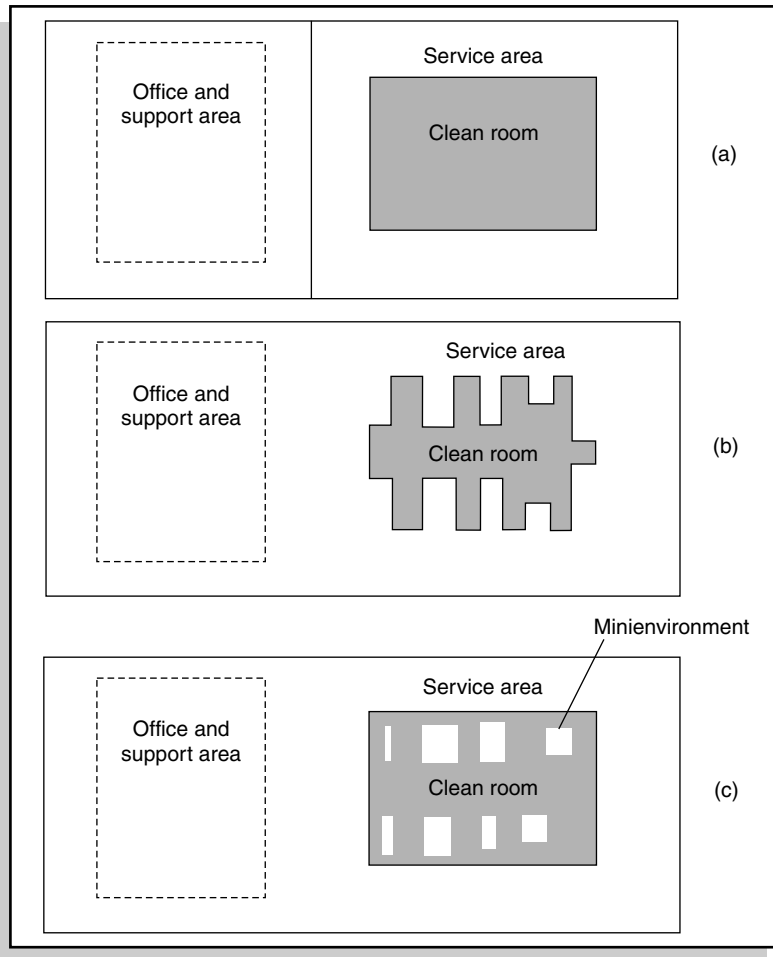 Office and
support area
Service area
Clean room
(a)
Office and
support area
Service area
Clean room
(b)
Minienvironment
Office and
support area
Service area
Clean room
(c)